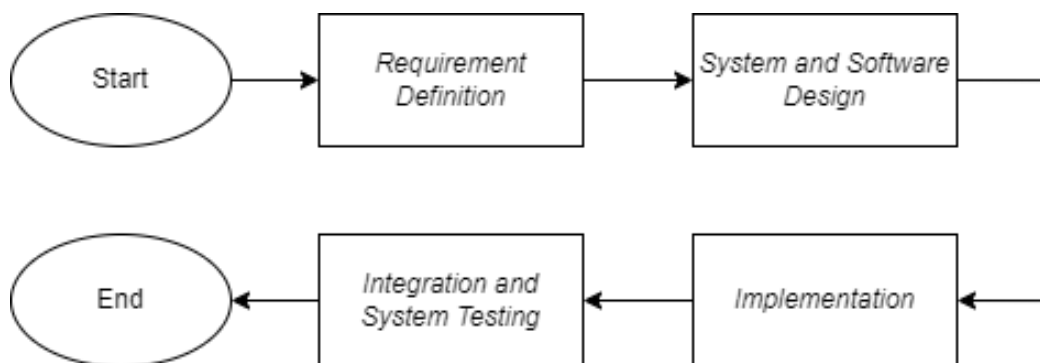 Start
Requirement
Definition
System and Software
Design
End
Integration and
System Testing
Implementation